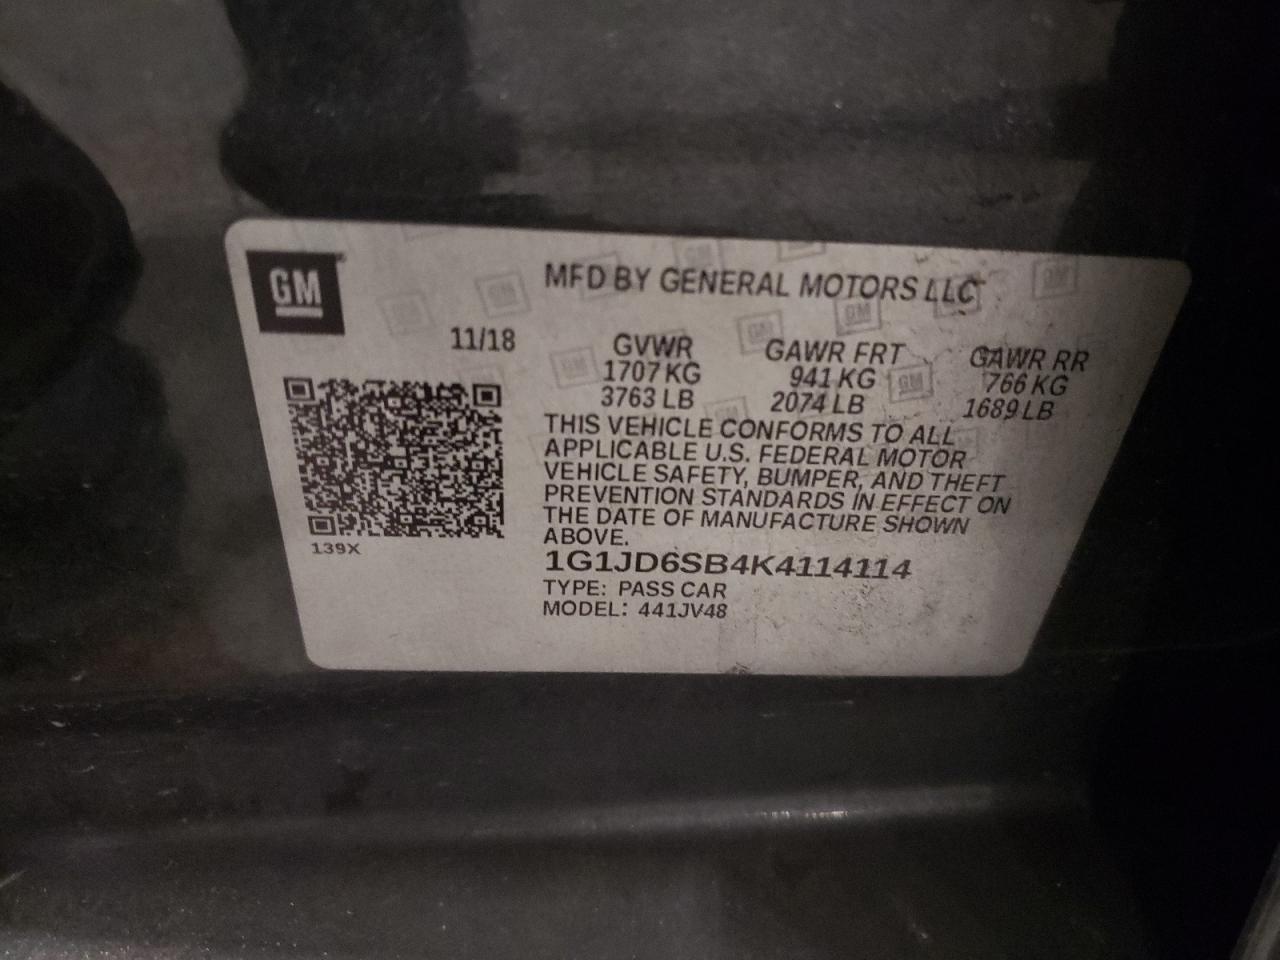 GM
MFD BY GENERAL MOTORS LLC
11/18
GVWR GAWR FRT GAWR RR
1707 KG 941 KG 766 KG
3763 LB 2074 LB 1689 LB
THIS VEHICLE CONFORMS TO ALL
APPLICABLE U.S. FEDERAL MOTOR
VEHICLE SAFETY, BUMPER, AND THEFT
PREVENTION STANDARDS IN EFFECT ON
THE DATE OF MANUFACTURE SHOWN
ABOVE.
139X
1G1JD6SB4K4114114
TYPE: PASS CAR
MODEL: 441JV48